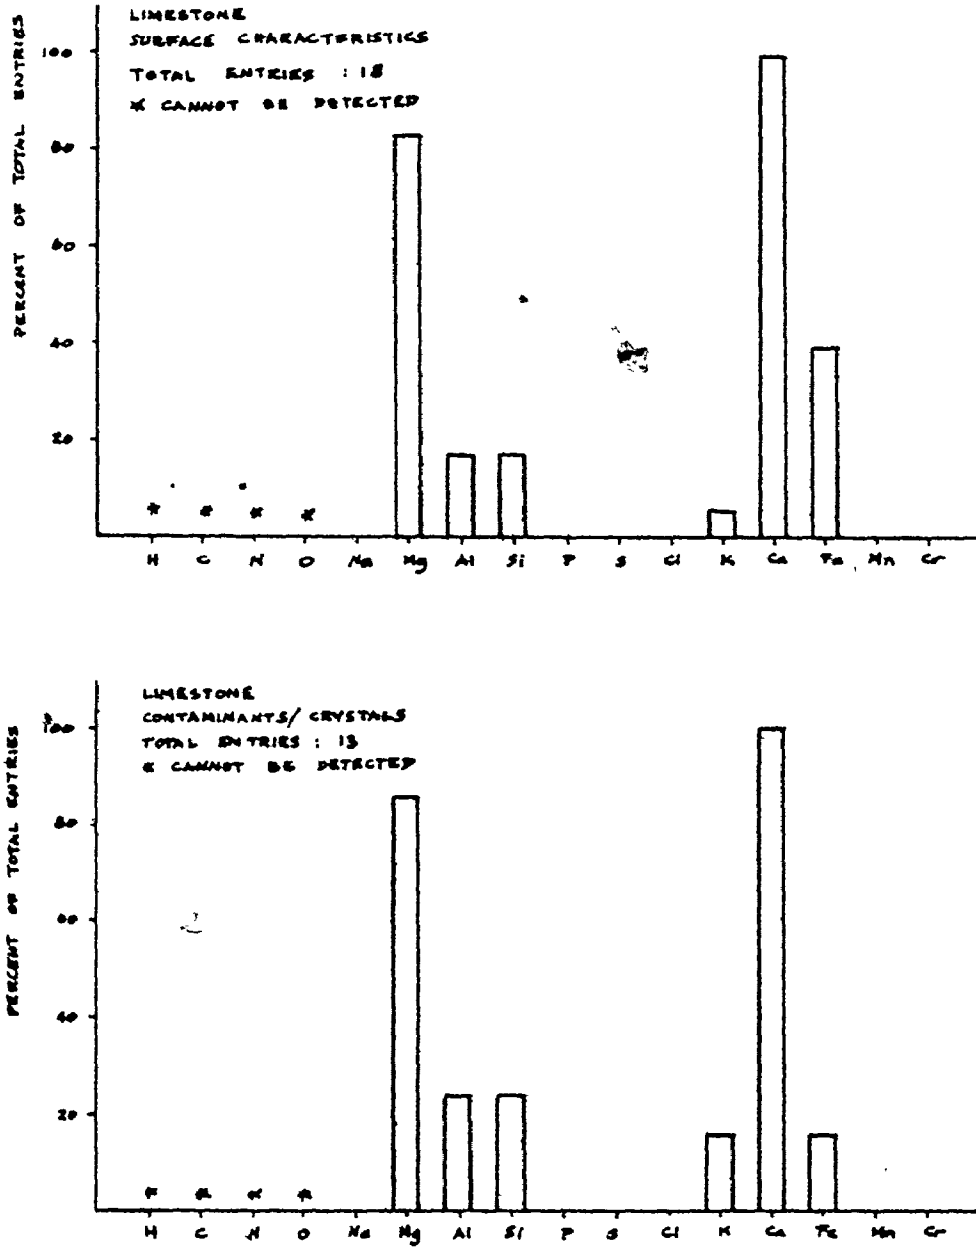 LIMESTONE
SURFACE CHARACTERISTICS
TOTAL ENTRIES : 18
* CANNOT BE DETECTED
PERCENT OF TOTAL ENTRIES
100
80
60
40
20
* * * *
H C N O Na Mg Al Si P S Cl K Ca Fe Mn Cr
LIMESTONE
CONTAMINANTS/CRYSTALS
TOTAL ENTRIES : 13
* CANNOT BE DETECTED
PERCENT OF TOTAL ENTRIES
100
80
60
40
20
* * * *
H C N O Na Mg Al Si P S Cl K Ca Fe Mn Cr